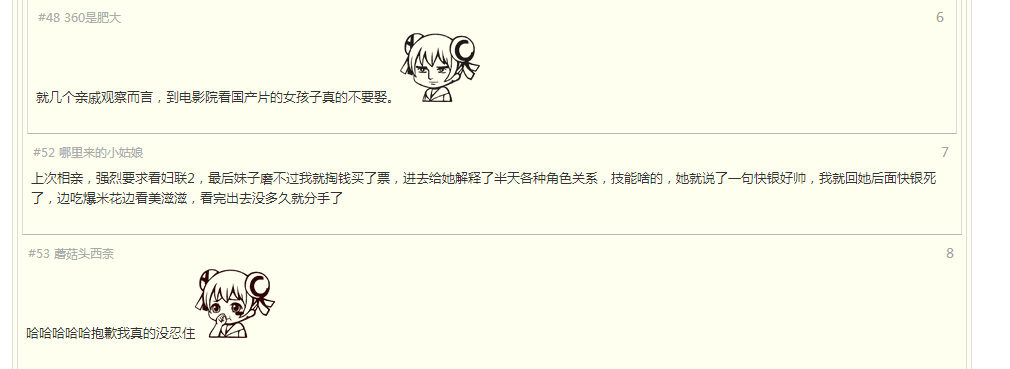 #48 360是肥大 6
就几个亲戚观察而言，到电影院看国产片的女孩子真的不要娶。
#52 哪里来的小姑娘 7
上次相亲，强烈要求看妇联2，最后妹子磨不过我就掏钱买了票，进去给她解释了半天各种角色关系，技能啥的，她就说了一句快银好帅，我就回她后面快银死
了，边吃爆米花边看美滋滋，看完出去没多久就分手了
#53 蘑菇头西奈 8
哈哈哈哈哈抱歉我真的没忍住